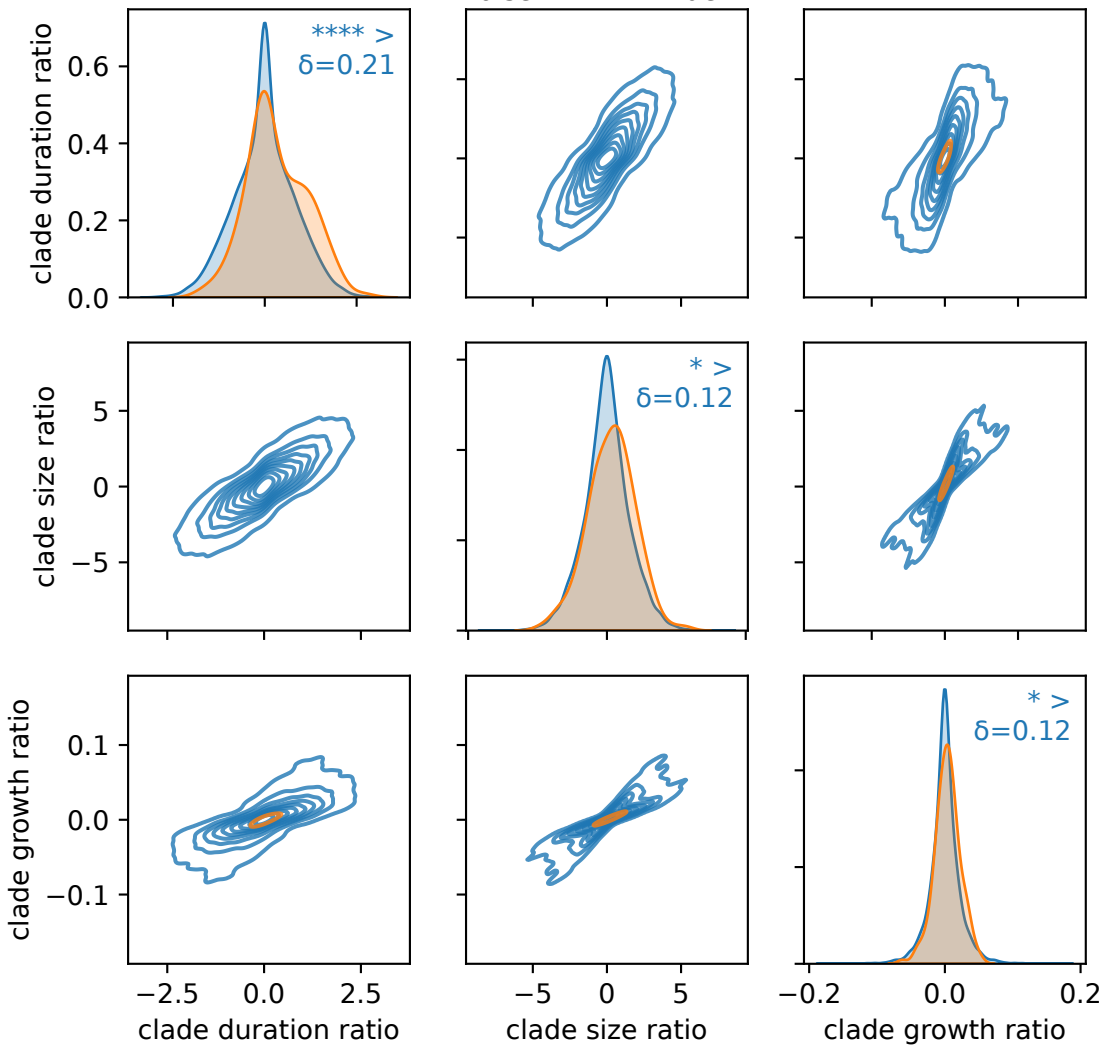 clade duration ratio
0.6
0.4
0.2
0.0
**** >
δ=0.21
clade size ratio
5
0
−5
* >
δ=0.12
clade growth ratio
0.1
0.0
−0.1
* >
δ=0.12
−2.5 0.0 2.5
−5 0 5
−0.2 0.0 0.2
clade duration ratio
clade size ratio
clade growth ratio